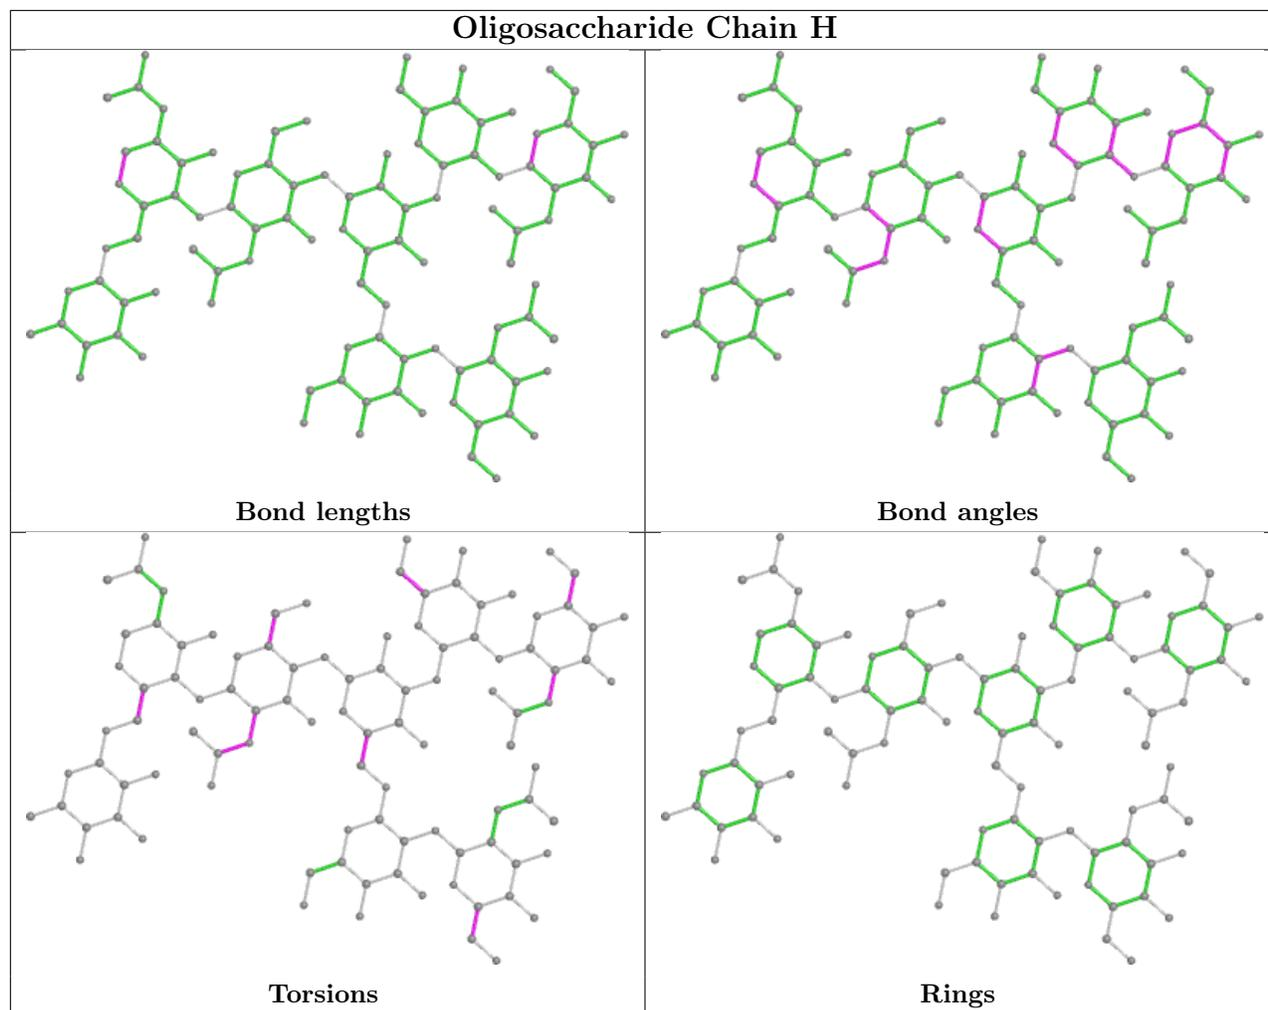 Oligosaccharide Chain H
Bond lengths
Bond angles
Torsions
Rings